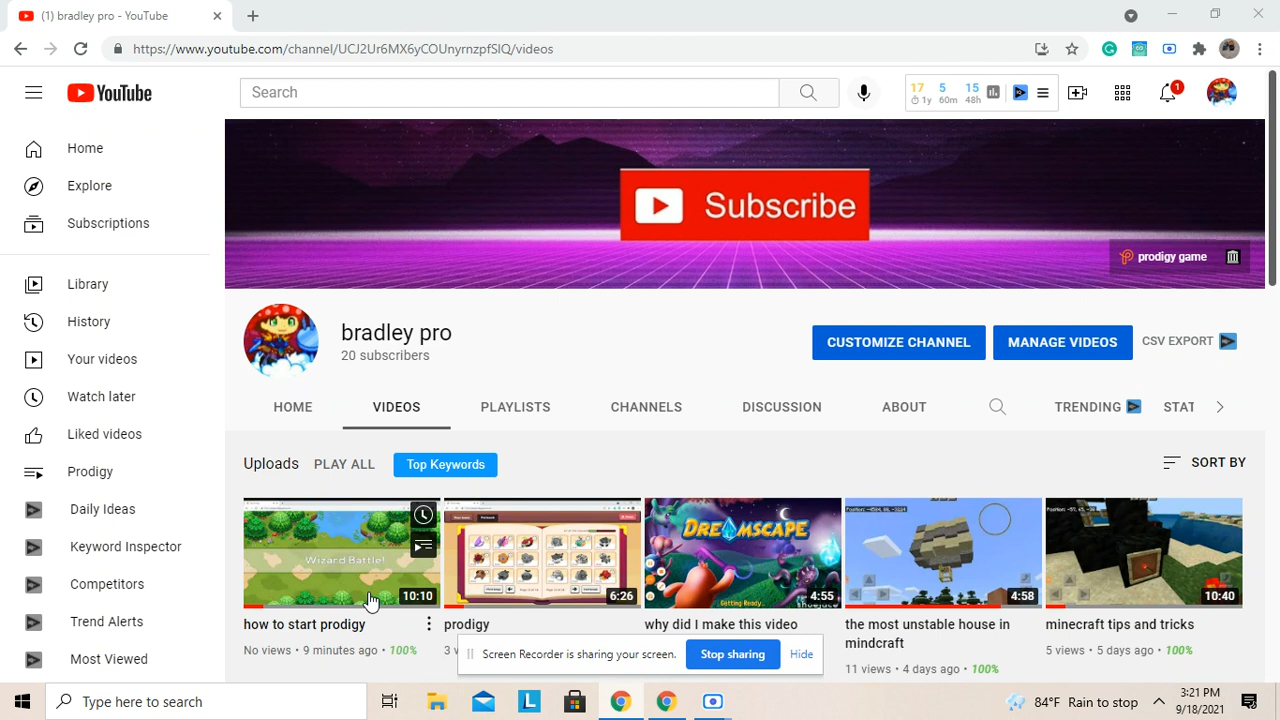 (1) bradley pro - YouTube
https://www.youtube.com/channel/UCJ2Ur6MX6yCOUnyrnzpfSIQ/videos
YouTube
Search
17 5 15
1y 60m 48h
1
Home
Explore
Subscriptions
Library
History
Your videos
Watch later
Liked videos
Prodigy
Daily Ideas
Keyword Inspector
Competitors
Trend Alerts
Most Viewed
Subscribe
prodigy game
bradley pro
20 subscribers
CUSTOMIZE CHANNEL
MANAGE VIDEOS
CSV EXPORT
HOME VIDEOS PLAYLISTS CHANNELS DISCUSSION ABOUT TRENDING STAT
Uploads PLAY ALL Top Keywords SORT BY
Wizard Battle!
10:10
how to start prodigy
No views • 9 minutes ago • 100%
6:26
prodigy
3 v
DREAMSCAPE
Getting Ready..
4:55
why did I make this video
4:58
the most unstable house in
mindcraft
11 views • 4 days ago • 100%
10:40
minecraft tips and tricks
5 views • 5 days ago • 100%
Screen Recorder is sharing your screen. Stop sharing Hide
Type here to search
L
84°F Rain to stop
3:21 PM
9/18/2021